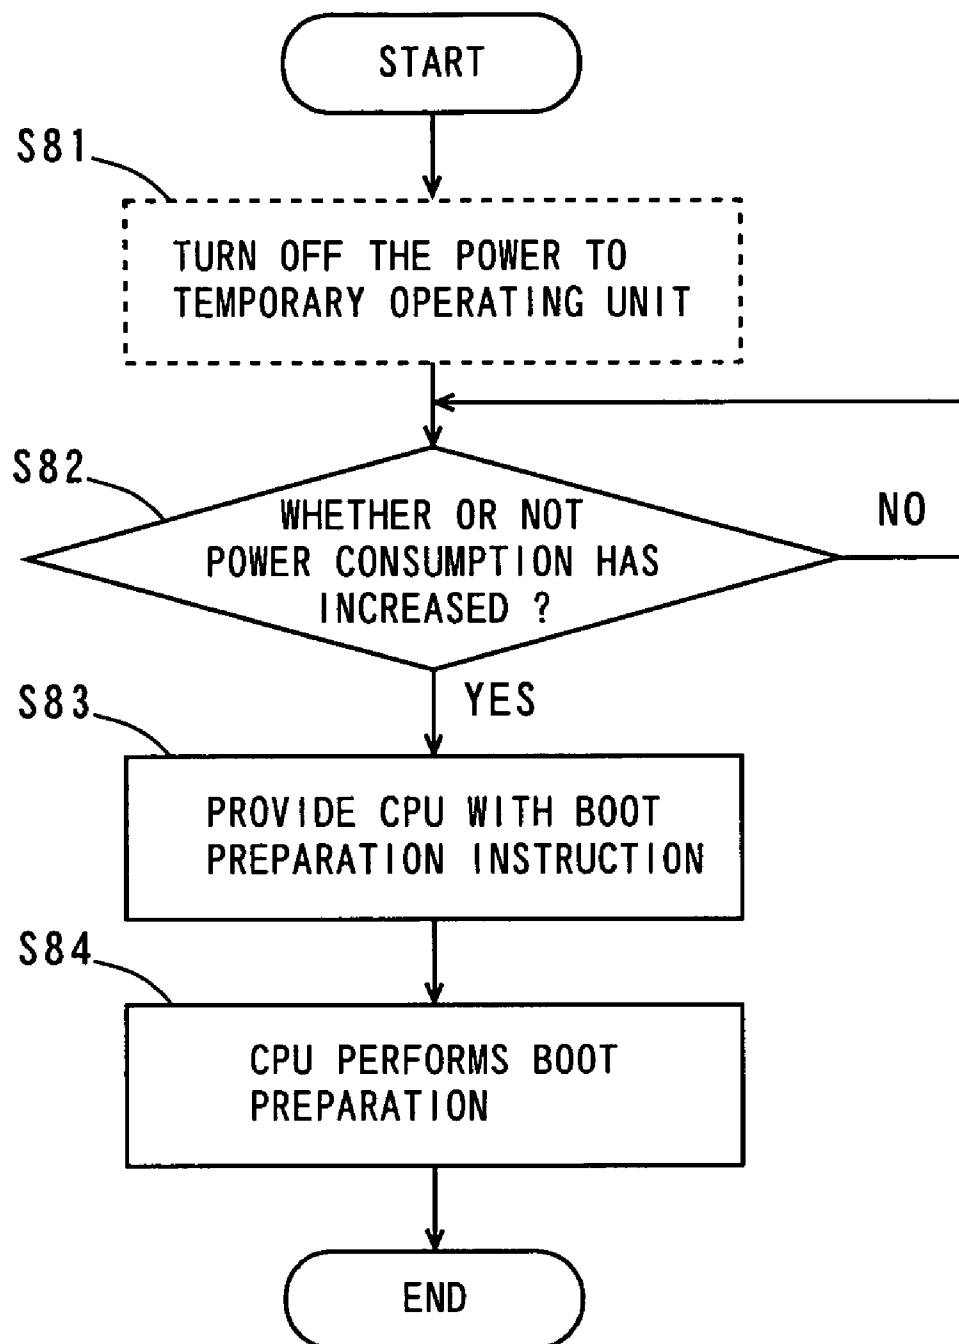 START
S81
TURN OFF THE POWER TO
TEMPORARY OPERATING UNIT
S82
WHETHER OR NOT
POWER CONSUMPTION HAS
INCREASED ?
NO
YES
S83
PROVIDE CPU WITH BOOT
PREPARATION INSTRUCTION
S84
CPU PERFORMS BOOT
PREPARATION
END